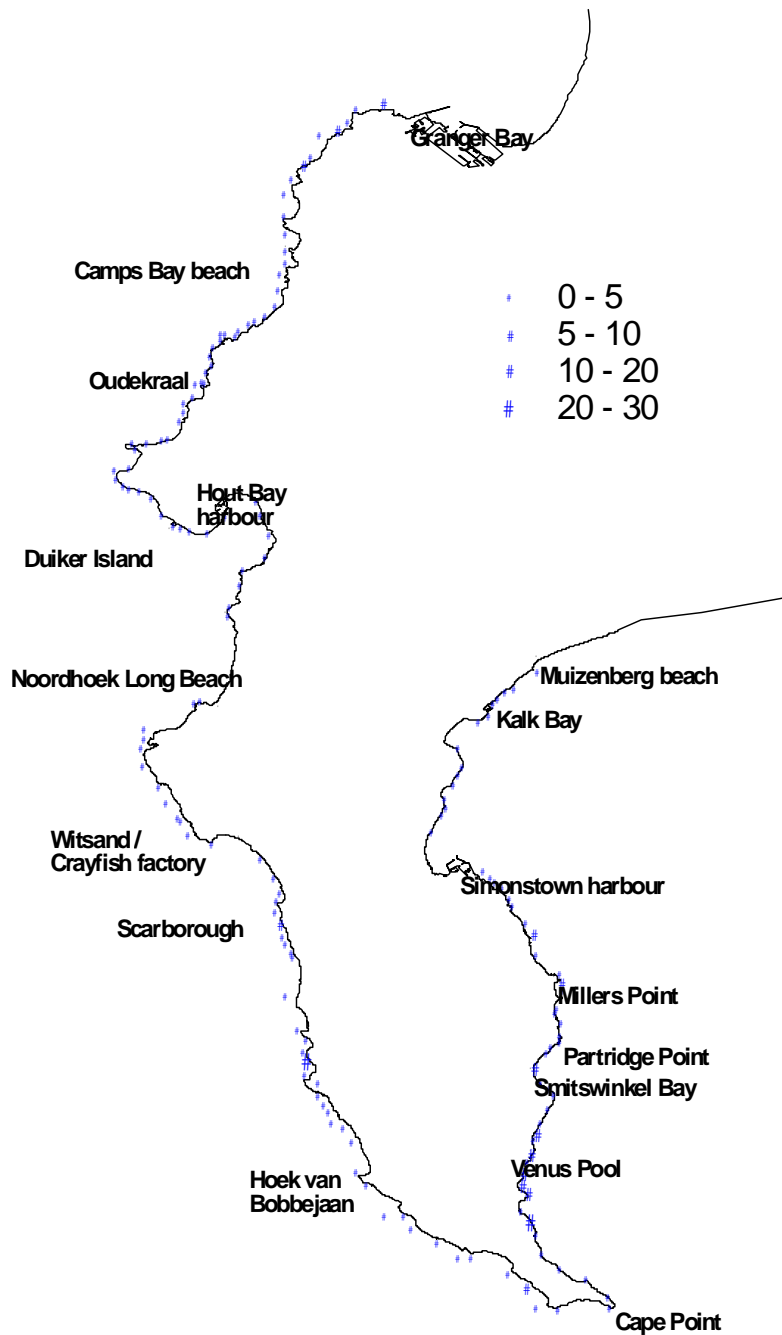 Granger Bay
Camps Bay beach
0 - 5
5 - 10
10 - 20
20 - 30
Oudekraal
Hout Bay
harbour
Duiker Island
Muizenberg beach
Noordhoek Long Beach
Kalk Bay
Witsand /
Crayfish factory
Simonstown harbour
Scarborough
Millers Point
Partridge Point
Smitswinkel Bay
Venus Pool
Hoek van
Bobbejaan
Cape Point